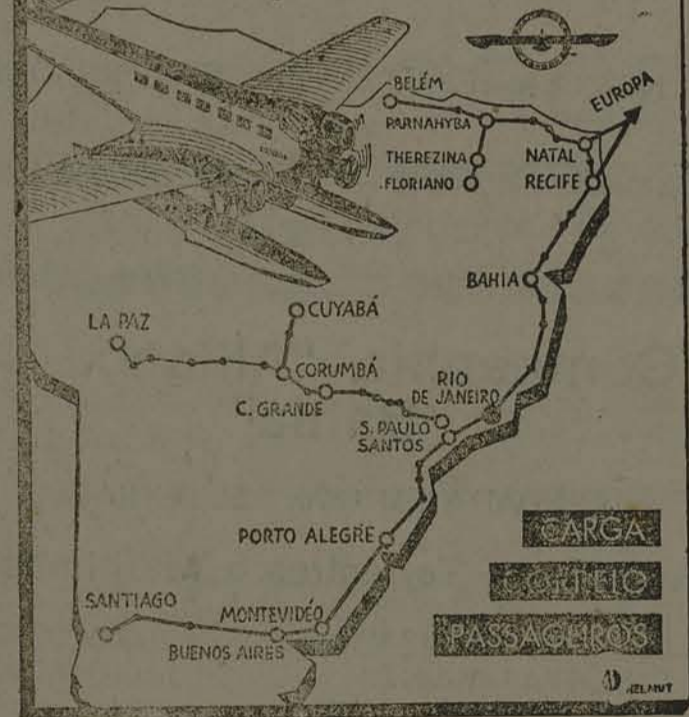 BELÉM
EUROPA
PARNAHYBA
THEREZINA
NATAL
FLORIANO
RECIFE
BAHIA
CUYABÁ
LA PAZ
CORUMBÁ
RIO
DE JANEIRO
C. GRANDE
S. PAULO
SANTOS
PORTO ALEGRE
CARGA
CORREIO
SANTIAGO
MONTEVIDÉO
PASSAGEIROS
BUENOS AIRES
HELMUT